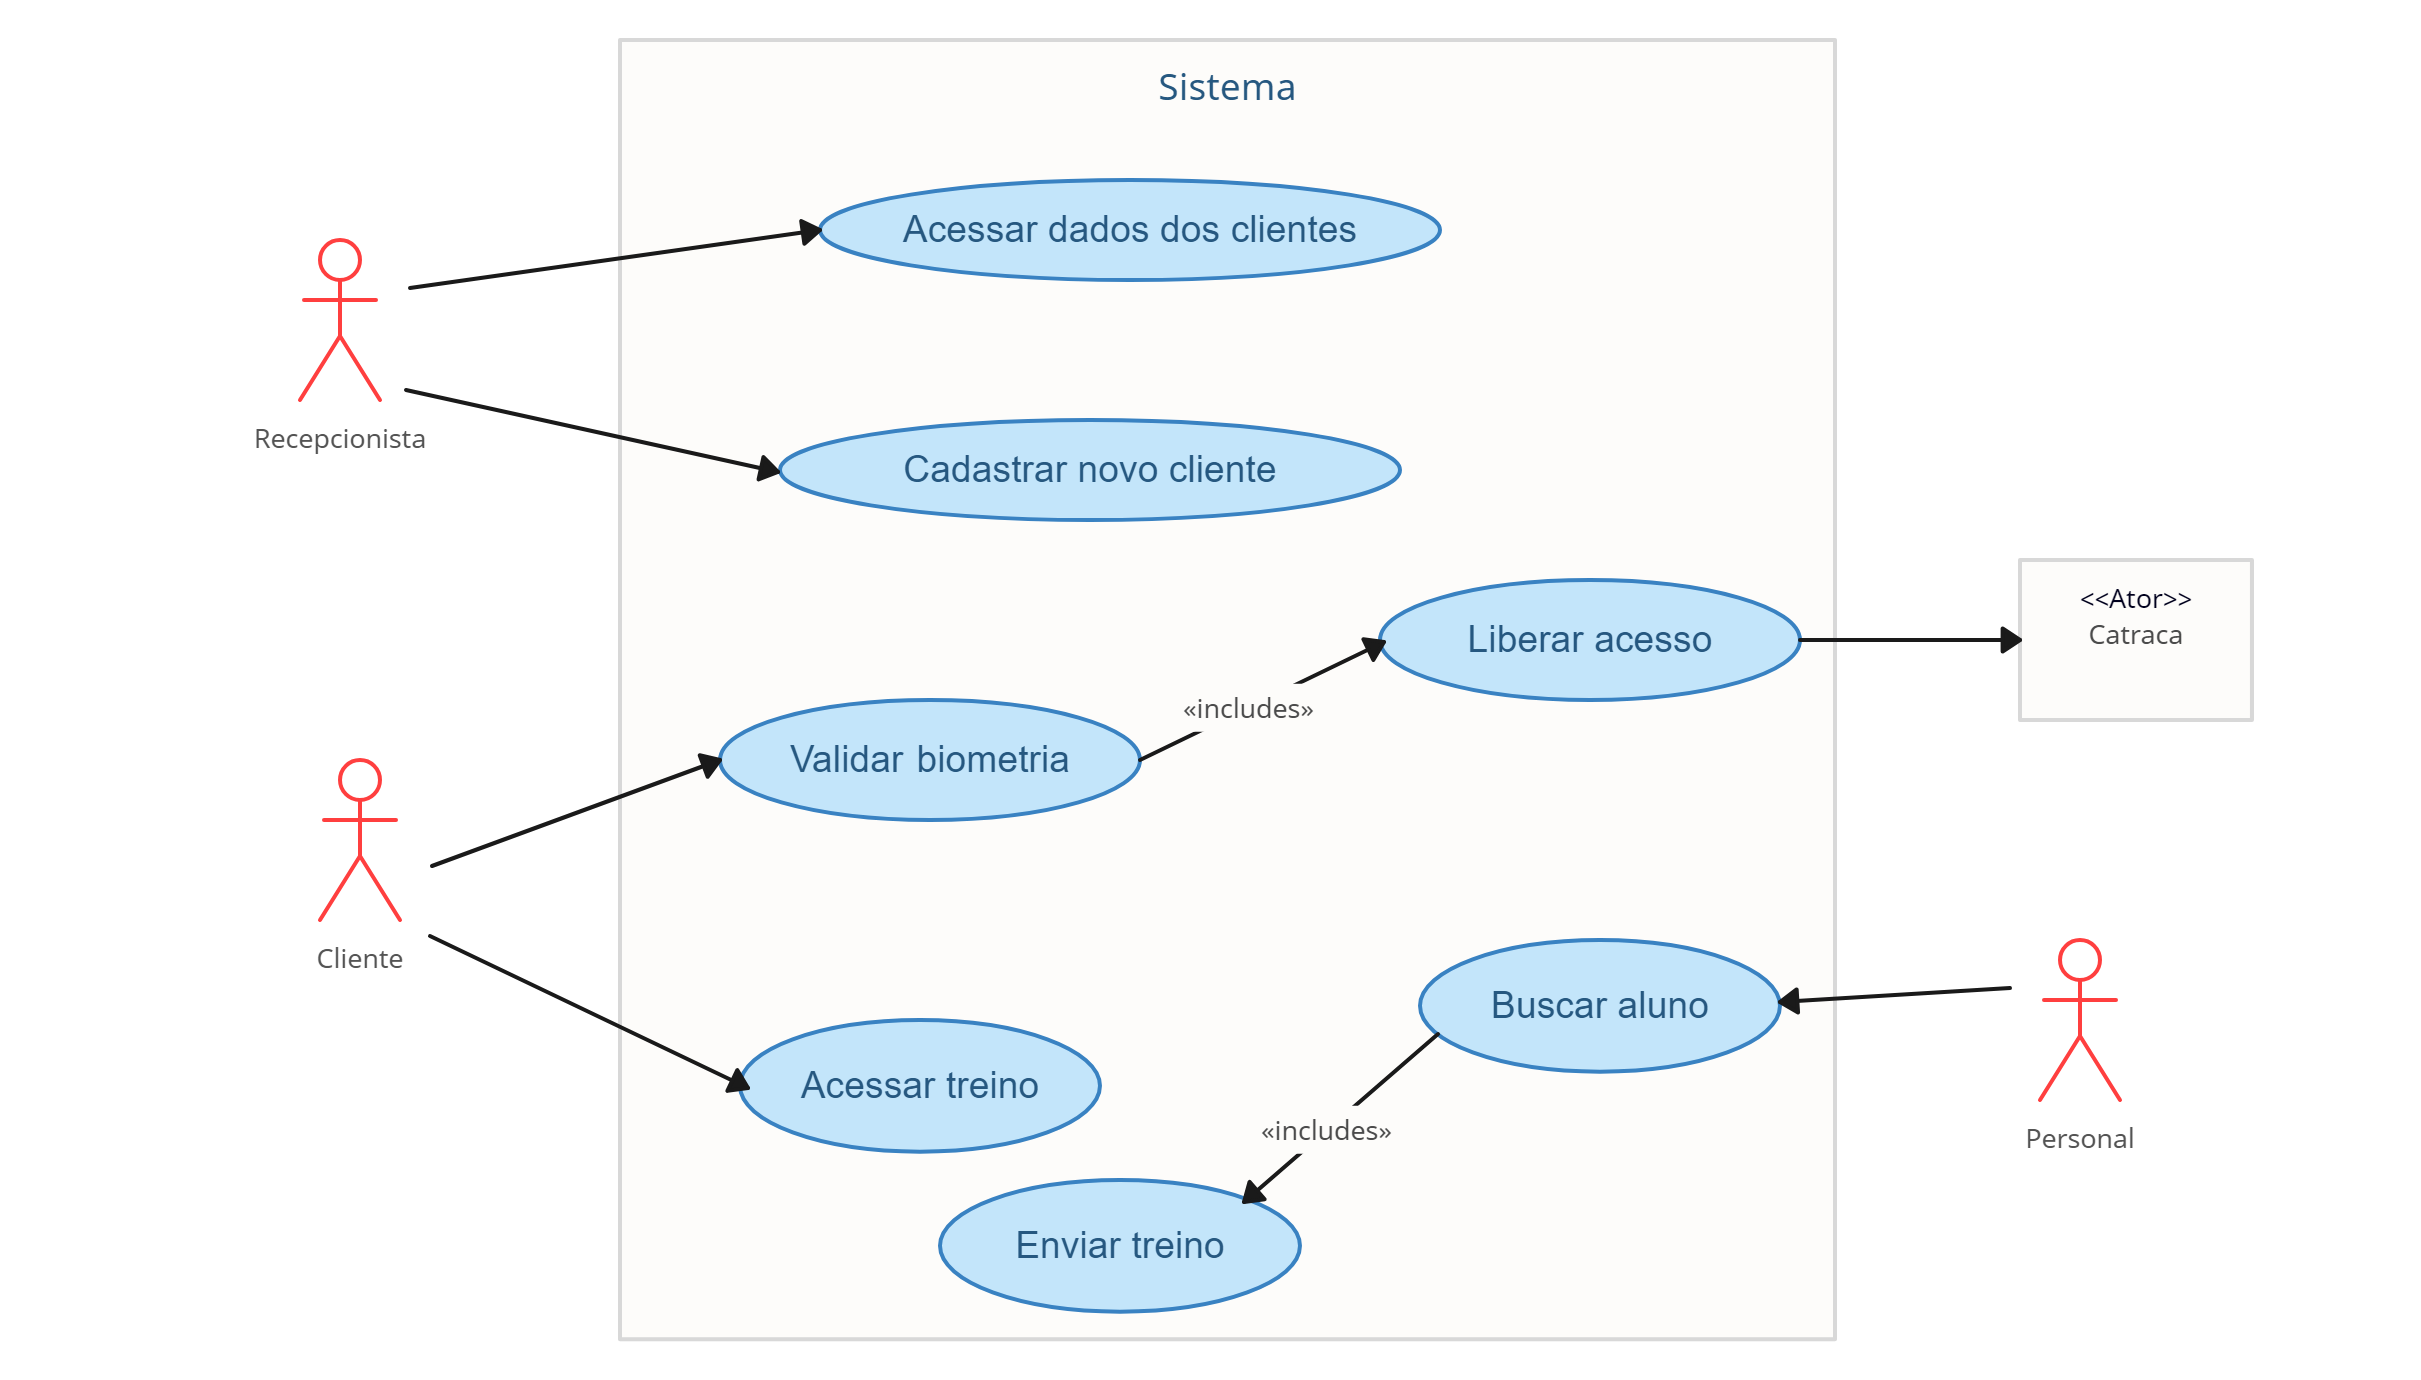 Sistema
Acessar dados dos clientes
Recepcionista
Cadastrar novo cliente
<<Ator>>
Catraca
Liberar acesso
«includes»
Validar biometria
Cliente
Buscar aluno
Acessar treino
«includes»
Personal
Enviar treino